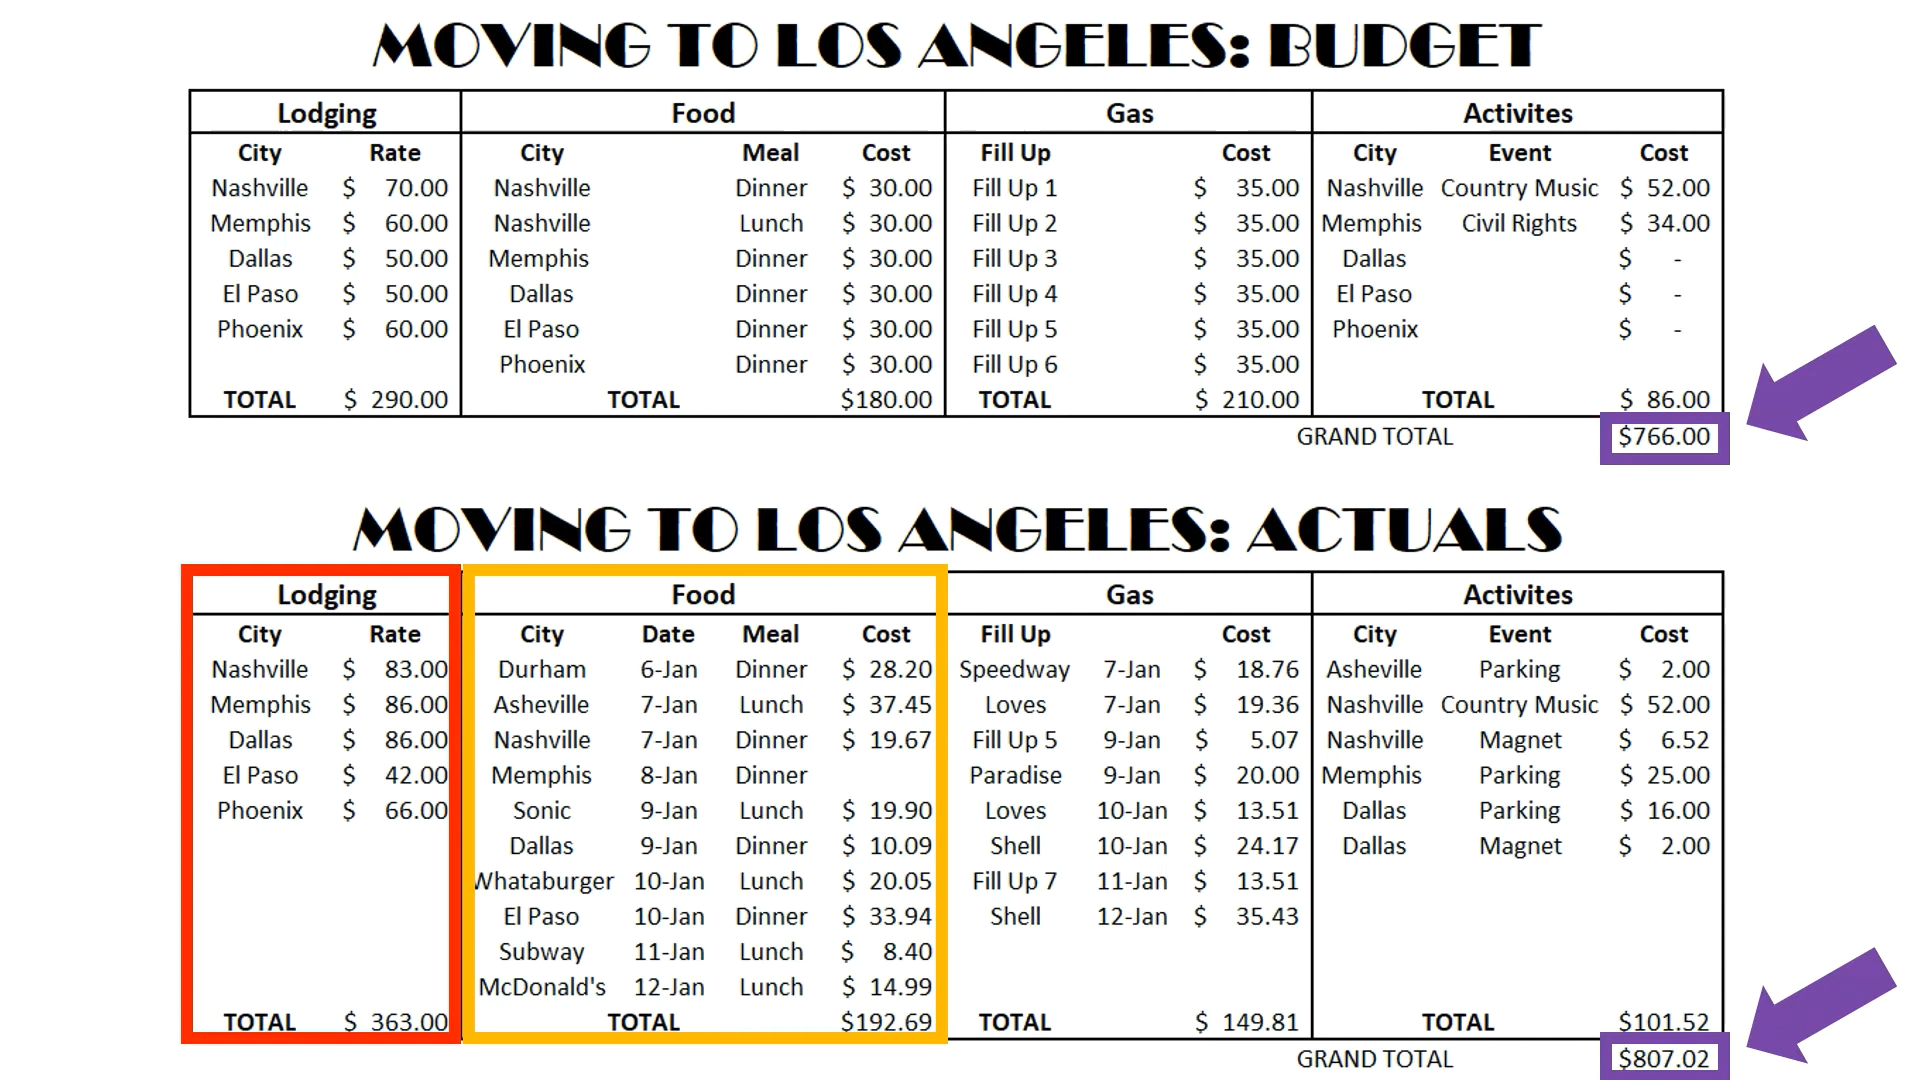 MOVING TO LOS ANGELES: BUDGET
Lodging Food Gas Activites
City Rate City Meal Cost Fill Up Cost City Event Cost
Nashville $ 70.00 Nashville Dinner $ 30.00 Fill Up 1 $ 35.00 Nashville Country Music $ 52.00
Memphis $ 60.00 Nashville Lunch $ 30.00 Fill Up 2 $ 35.00 Memphis Civil Rights $ 34.00
Dallas $ 50.00 Memphis Dinner $ 30.00 Fill Up 3 $ 35.00 Dallas $ -
El Paso $ 50.00 Dallas Dinner $ 30.00 Fill Up 4 $ 35.00 El Paso $ -
Phoenix $ 60.00 El Paso Dinner $ 30.00 Fill Up 5 $ 35.00 Phoenix $ -
Phoenix Dinner $ 30.00 Fill Up 6 $ 35.00
TOTAL $ 290.00 TOTAL $180.00 TOTAL $ 210.00 TOTAL $ 86.00
GRAND TOTAL $766.00
MOVING TO LOS ANGELES: ACTUALS
Lodging Food Gas Activites
City Rate City Date Meal Cost Fill Up Cost City Event Cost
Nashville $ 83.00 Durham 6-Jan Dinner $ 28.20 Speedway 7-Jan $ 18.76 Asheville Parking $ 2.00
Memphis $ 86.00 Asheville 7-Jan Lunch $ 37.45 Loves 7-Jan $ 19.36 Nashville Country Music $ 52.00
Dallas $ 86.00 Nashville 7-Jan Dinner $ 19.67 Fill Up 5 9-Jan $ 5.07 Nashville Magnet $ 6.52
El Paso $ 42.00 Memphis 8-Jan Dinner Paradise 9-Jan $ 20.00 Memphis Parking $ 25.00
Phoenix $ 66.00 Sonic 9-Jan Lunch $ 19.90 Loves 10-Jan $ 13.51 Dallas Parking $ 16.00
Dallas 9-Jan Dinner $ 10.09 Shell 10-Jan $ 24.17 Dallas Magnet $ 2.00
Whataburger 10-Jan Lunch $ 20.05 Fill Up 7 11-Jan $ 13.51
El Paso 10-Jan Dinner $ 33.94 Shell 12-Jan $ 35.43
Subway 11-Jan Lunch $ 8.40
McDonald's 12-Jan Lunch $ 14.99
TOTAL $ 363.00 TOTAL $192.69 TOTAL $ 149.81 TOTAL $101.52
GRAND TOTAL $807.02